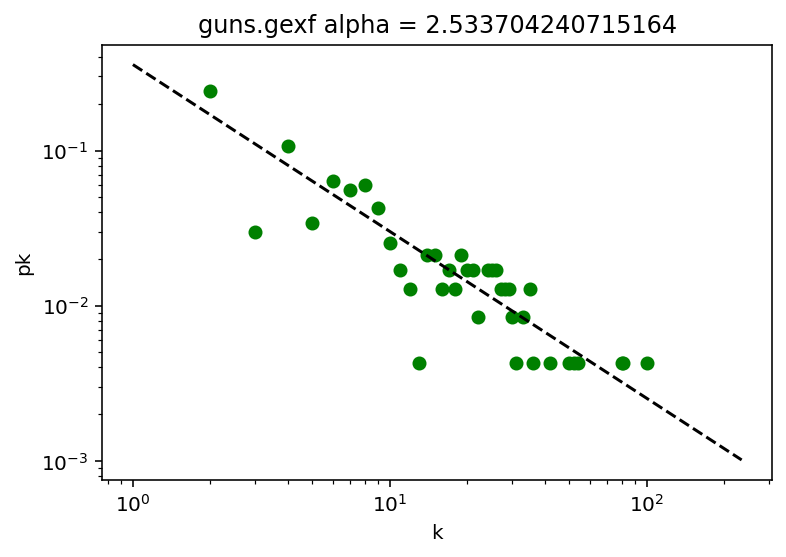 guns.gexf alpha = 2.533704240715164
10⁻¹
10⁻²
10⁻³
pk
10⁰ 10¹ 10²
k